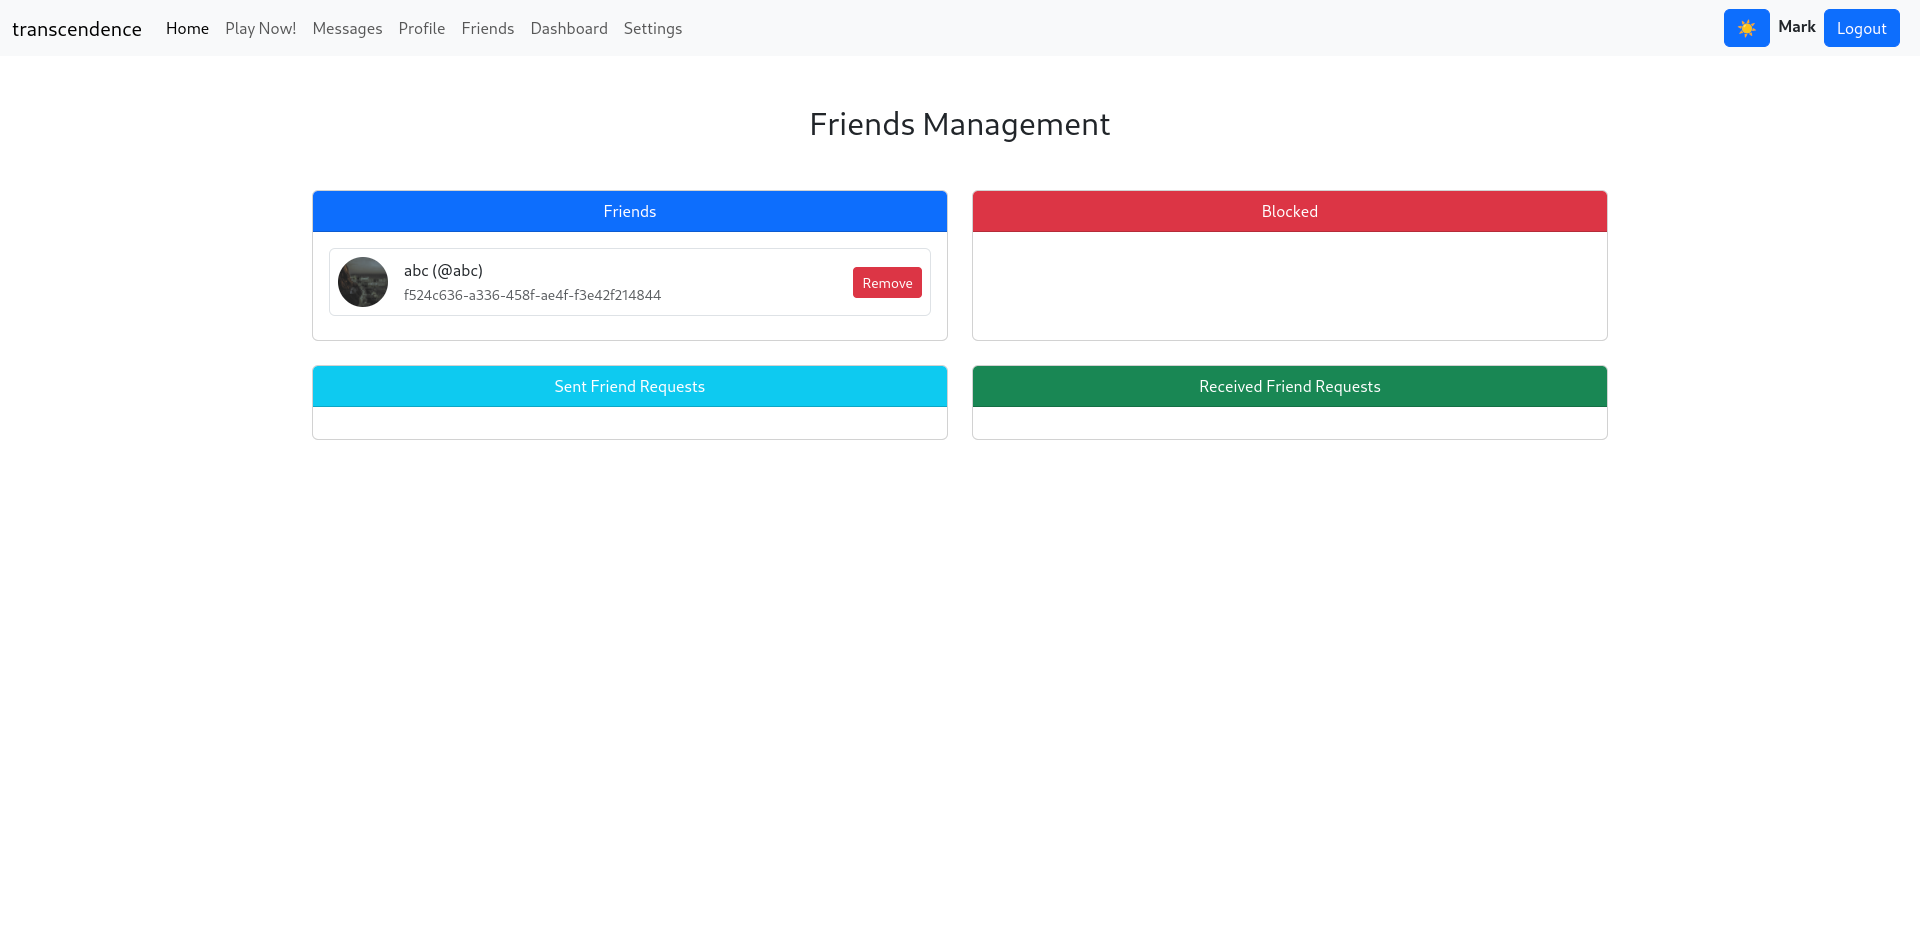 transcendence Home Play Now! Messages Profile Friends Dashboard Settings Mark Logout
Friends Management
Friends
abc (@abc)
f524c636-a336-458f-ae4f-f3e42f214844
Remove
Blocked
Sent Friend Requests
Received Friend Requests